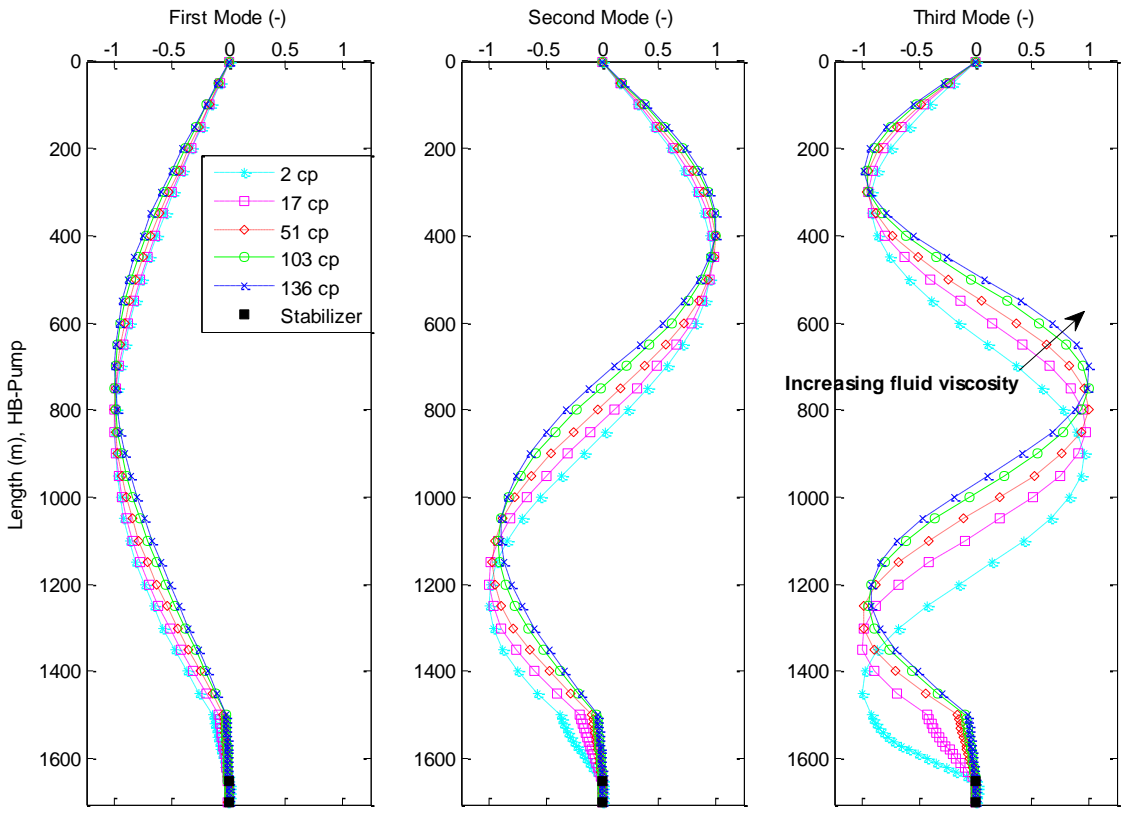 First Mode (-)
Second Mode (-)
Third Mode (-)
-1 -0.5 0 0.5 1
-1 -0.5 0 0.5 1
-1 -0.5 0 0.5 1
0
200
400
600
800
1000
1200
1400
1600
Length (m), HB-Pump
2 cp
17 cp
51 cp
103 cp
136 cp
Stabilizer
0
200
400
600
800
1000
1200
1400
1600
0
200
400
600
800
1000
1200
1400
1600
Increasing fluid viscosity